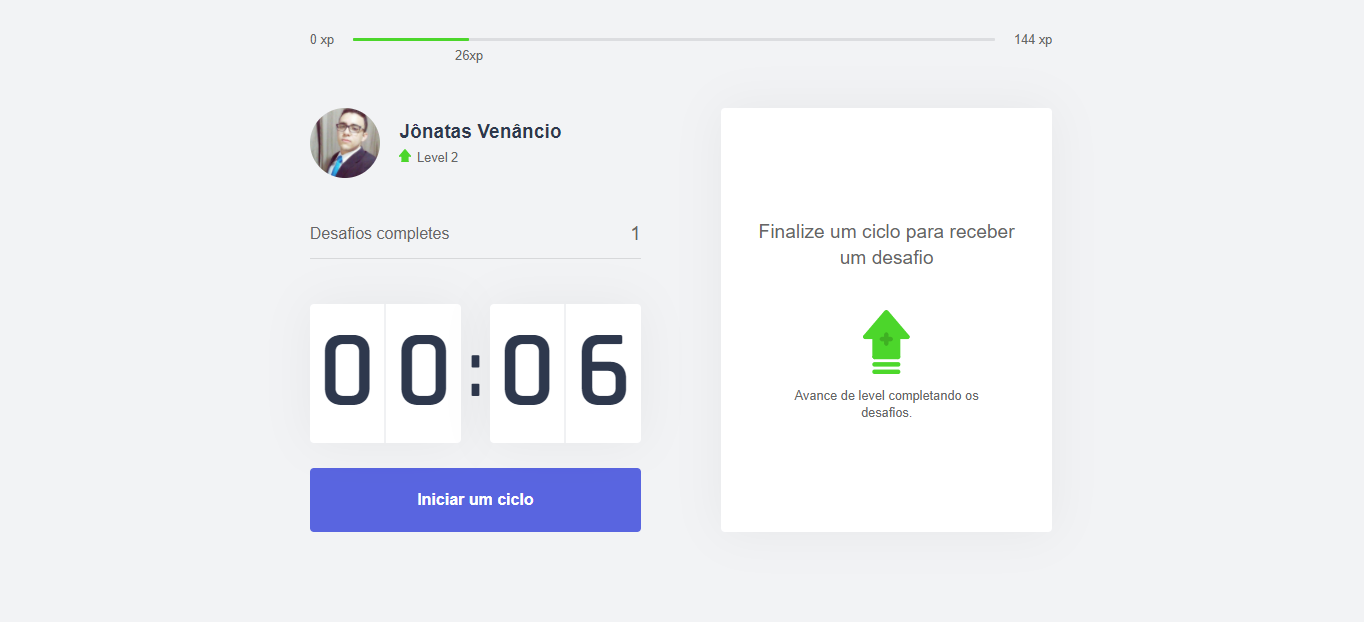 0 xp
144 xp
26xp
Jônatas Venâncio
Level 2
Desafios completes
1
00:06
Iniciar um ciclo
Finalize um ciclo para receber
um desafio
Avance de level completando os
desafios.